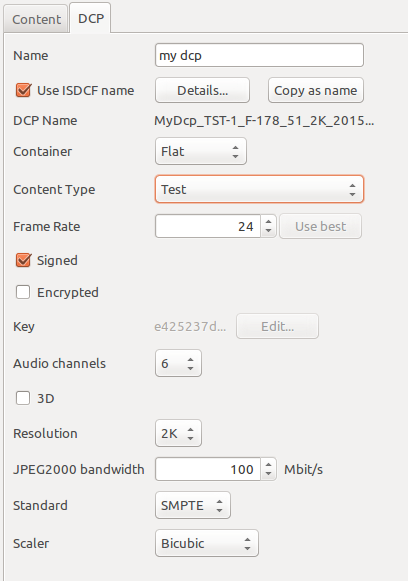 Content DCP
Name my dcp
Use ISDCF name Details... Copy as name
DCP Name MyDcp_TST-1_F-178_51_2K_2015...
Container Flat
Content Type Test
Frame Rate 24 Use best
Signed
Encrypted
Key e425237d... Edit...
Audio channels 6
3D
Resolution 2K
JPEG2000 bandwidth 100 Mbit/s
Standard SMPTE
Scaler Bicubic